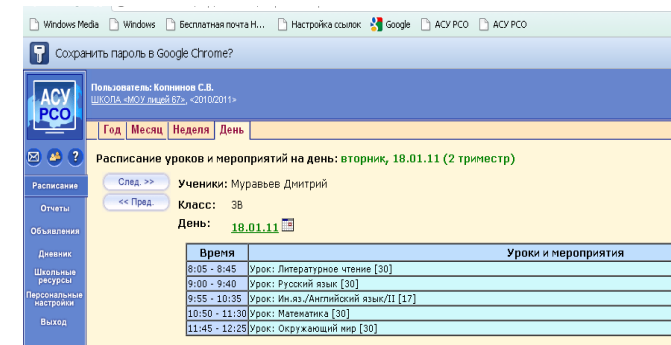 Windows Media Windows Бесплатная почта H... Настройка ссылок Google АСУ РСО АСУ РСО
Сохранить пароль в Google Chrome?
АСУ РСО
Пользователь: Копнинов С.В.
ШКОЛА «МОУ лицей 67», «2010/2011»
Год Месяц Неделя День
Расписание уроков и мероприятий на день: вторник, 18.01.11 (2 триместр)
Расписание
Отчеты
Объявления
Дневник
Школьные ресурсы
Персональные настройки
Выход
След. >> Ученики: Муравьев Дмитрий
<< Пред. Класс: 3В
День: 18.01.11
Время Уроки и мероприятия
8:05 - 8:45 Урок: Литературное чтение [30]
9:00 - 9:40 Урок: Русский язык [30]
9:55 - 10:35 Урок: Ин.яз./Английский язык/II [17]
10:50 - 11:30 Урок: Математика [30]
11:45 - 12:25 Урок: Окружающий мир [30]